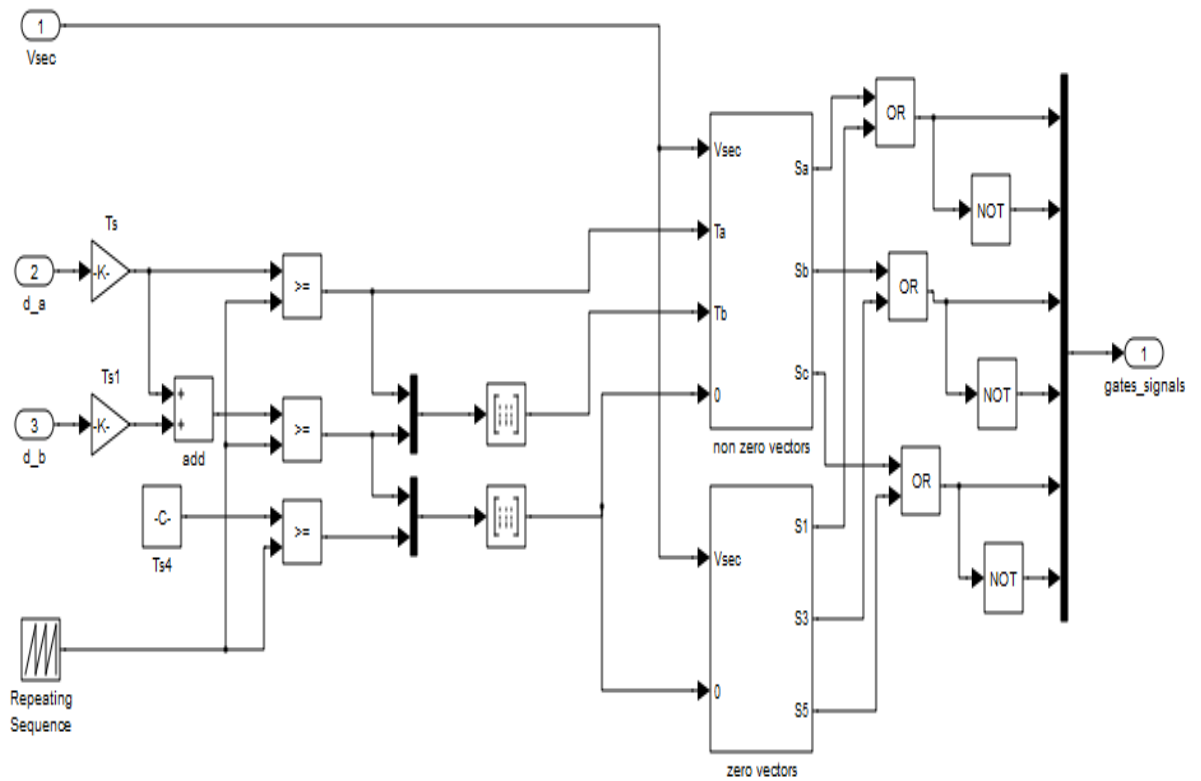 1
Vsec
Ts
2
-K-
d_a
Ts1
3
-K-
d_b
+
+
add
-C-
Ts4
Repeating
Sequence
>=
>=
>=
Vsec
Ta
Tb
0
Sa
Sb
Sc
non zero vectors
Vsec
0
S1
S3
S5
zero vectors
OR
NOT
OR
NOT
OR
NOT
1
gates_signals